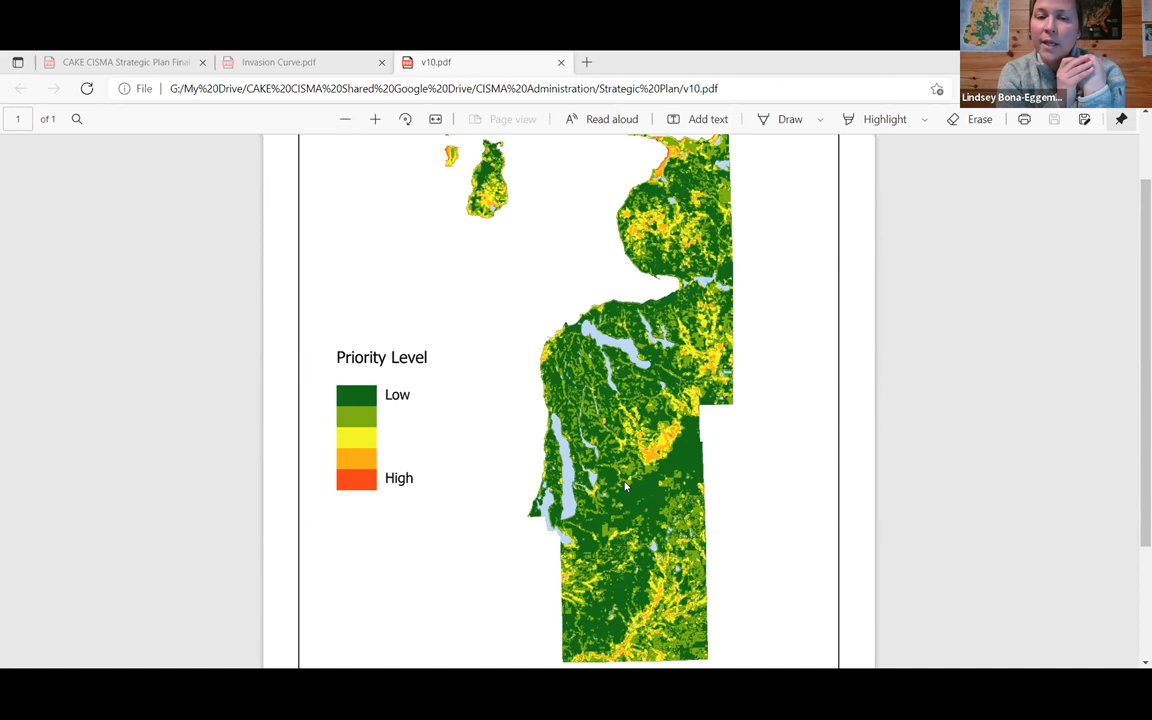 CAKE CISMA Strategic Plan Final
Invasion Curve.pdf
v10.pdf
File
G:/My%20Drive/CAKE%20CISMA%20Shared%20Google%20Drive/CISMA%20Administration/Strategic%20Plan/v10.pdf
Lindsey Bona-Eggem...
1 of 1
Page view
Read aloud
Add text
Draw
Highlight
Erase
Priority Level
Low
High